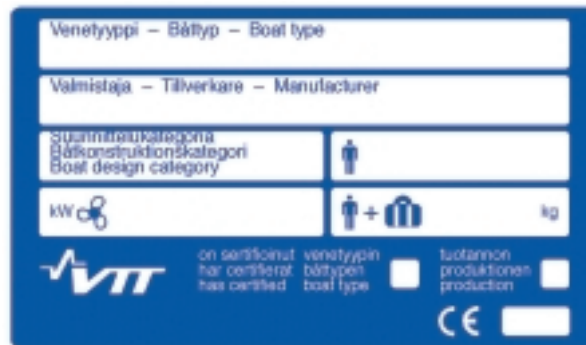 Venetyyppi – Båttyp – Boat type
Valmistaja – Tillverkare – Manufacturer
Suunnittelukategoria
Båtkonstruktionskategori
Boat design category
kW
+ kg
VTT
on sertifioinut venetyypin tuotannon
har certifierat båttypen produktionen
has certified boat type production
CE